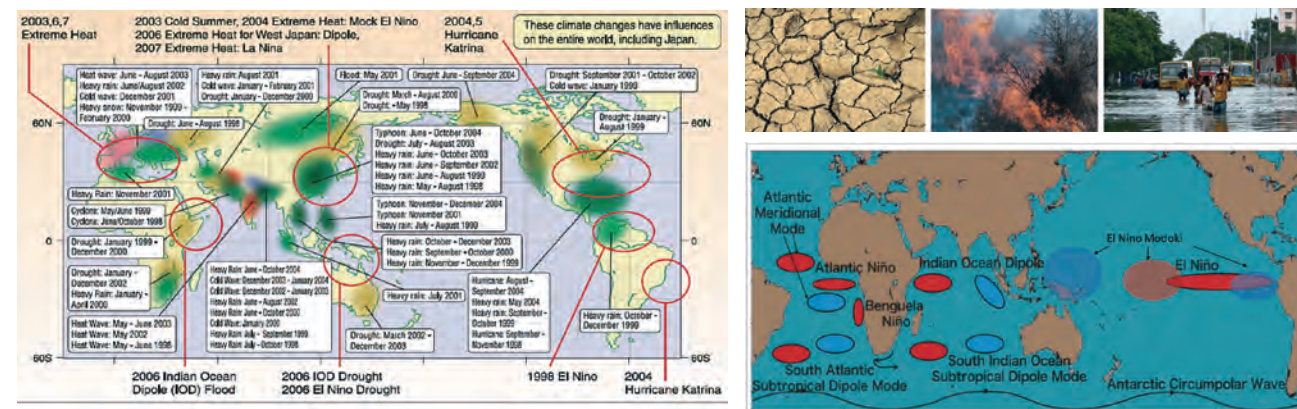 2003,6,7
Extreme Heat
2003 Cold Summer, 2004 Extreme Heat: Mock El Nino
2006 Extreme Heat for West Japan: Dipole,
2007 Extreme Heat: La Nina
2004,5
Hurricane
Katrina
These climate changes have influences
on the entire world, including Japan.
Heat wave: June - August 2003
Heavy rain: June/August 2002
Cold wave: December 2001
Heavy snow: November 1999 -
February 2000
Drought: June - August 1998
Heavy rain: August 2001
Cold wave: January - February 2001
Drought: January - December 2000
Flood: May 2001
Drought: June - September 2004
Drought: March - August 2000
Drought: - May 1998
Drought: September 2001 - October 2002
Cold wave: January 1999
Drought: January -
August 1999
Typhoon: June - October 2004
Drought: July - August 2003
Heavy rain: June - October 2003
Heavy rain: June - September 2002
Heavy rain: June - August 1999
Heavy rain: May - August 1998
60N
60N
Heavy Rain: November 2001
Cyclone: May/June 1999
Cyclone: June/October 1998
Typhoon: November - December 2004
Typhoon: November 2001
Heavy rain: July - August 1999
0
0
Drought: January 1999 -
December 2000
Heavy rain: October - December 2003
Heavy rain: September - October 2000
Heavy rain: November - December 1998
Drought: January -
December 2002
Heavy Rain: January -
April 2000
Heavy Rain: June - October 2004
Cold Wave: December 2003 - January 2004
Cold Wave: December 2002 - January 2003
Heavy Rain: June - August 2002
Heavy Rain: June - October 2000
Cold Wave: January 2000
Heavy Rain: July - September 1999
Heavy Rain: July - October 1998
Heavy rain: July 2001
Hurricane: August -
September 2004
Heavy rain: May 2004
Heavy rain: September -
October 1999
Hurricane: September -
November 1998
Heavy rain: October -
December 1999
Heat Wave: May - June 2003
Heat Wave: May 2002
Heat Wave: May - June 1998
Drought: March 2002 -
December 2003
60S
60S
2006 Indian Ocean
Dipole (IOD) Flood
2006 IOD Drought
2006 El Nino Drought
1998 El Nino
2004
Hurricane Katrina
Atlantic
Meridional
Mode
Atlantic Niño
Indian Ocean Dipole
El Nino Modoki
El Niño
Benguela
Niño
South Atlantic
Subtropical Dipole Mode
South Indian Ocean
Subtropical Dipole Mode
Antarctic Circumpolar Wave